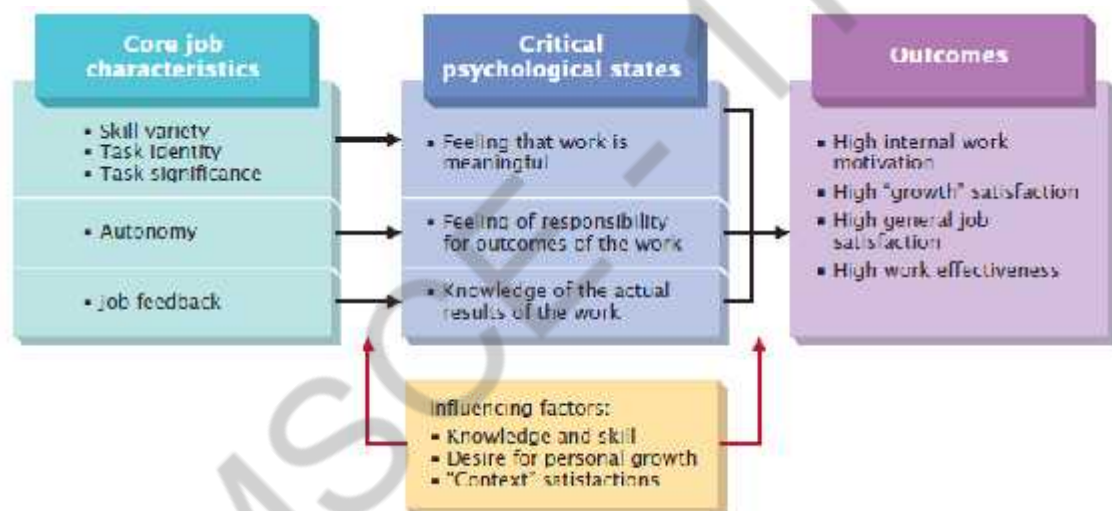 Core job
characteristics
▪ Skill variety
▪ Task identity
▪ Task significance
▪ Autonomy
▪ Job feedback
Critical
psychological states
▪ Feeling that work is
meaningful
▪ Feeling of responsibility
for outcomes of the work
▪ Knowledge of the actual
results of the work
Outcomes
▪ High internal work
motivation
▪ High "growth" satisfaction
▪ High general job
satisfaction
▪ High work effectiveness
Influencing factors:
▪ Knowledge and skill
▪ Desire for personal growth
▪ "Context" satisfactions
MSCE - 1